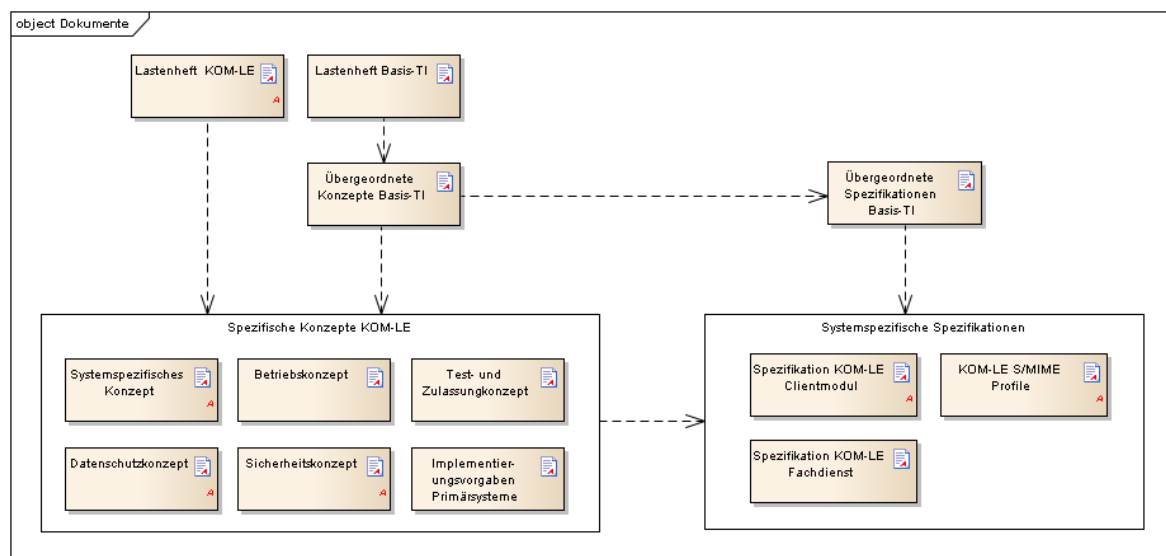 object Dokumente
Lastenheft KOM-LE
A
Lastenheft Basis-TI
Übergeordnete
Konzepte Basis-TI
Übergeordnete
Spezifikationen
Basis-TI
Spezifische Konzepte KOM-LE
Systemspezifisches
Konzept
A
Betriebskonzept
Test- und
Zulassungkonzept
Datenschutzkonzept
A
Sicherheitskonzept
A
Implementier-
ungsvorgaben
Primärsysteme
Systemspezifische Spezifikationen
Spezifikation KOM-LE
Clientmodul
A
KOM-LE S/MIME
Profile
A
Spezifikation KOM-LE
Fachdienst